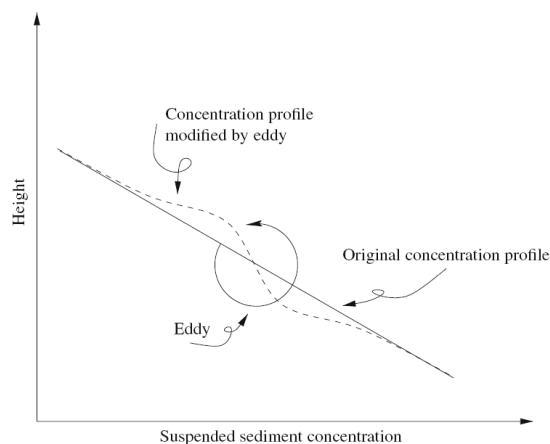 Concentration profile
modified by eddy
Height
Original concentration profile
Eddy
Suspended sediment concentration